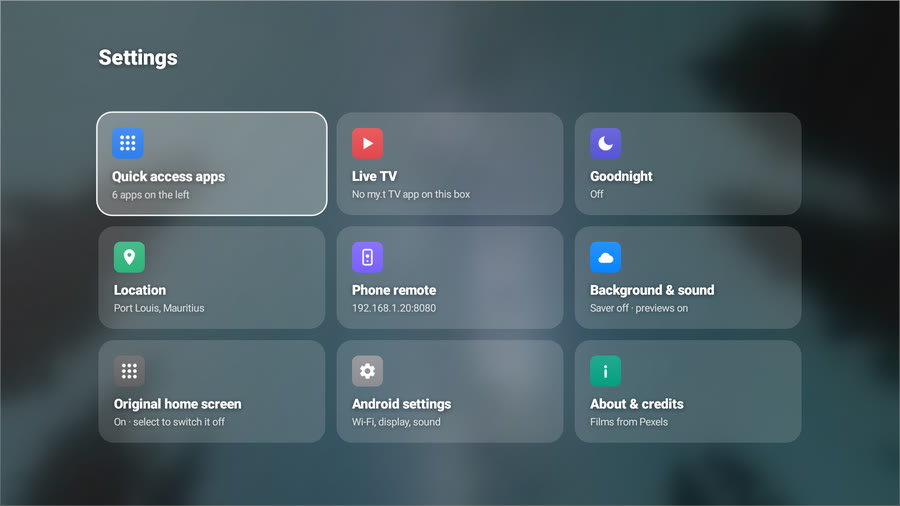 Settings
Quick access apps
6 apps on the left
Live TV
No my.t TV app on this box
Goodnight
Off
Location
Port Louis, Mauritius
Phone remote
192.168.1.20:8080
Background & sound
Saver off · previews on
Original home screen
On · select to switch it off
Android settings
Wi-Fi, display, sound
About & credits
Films from Pexels